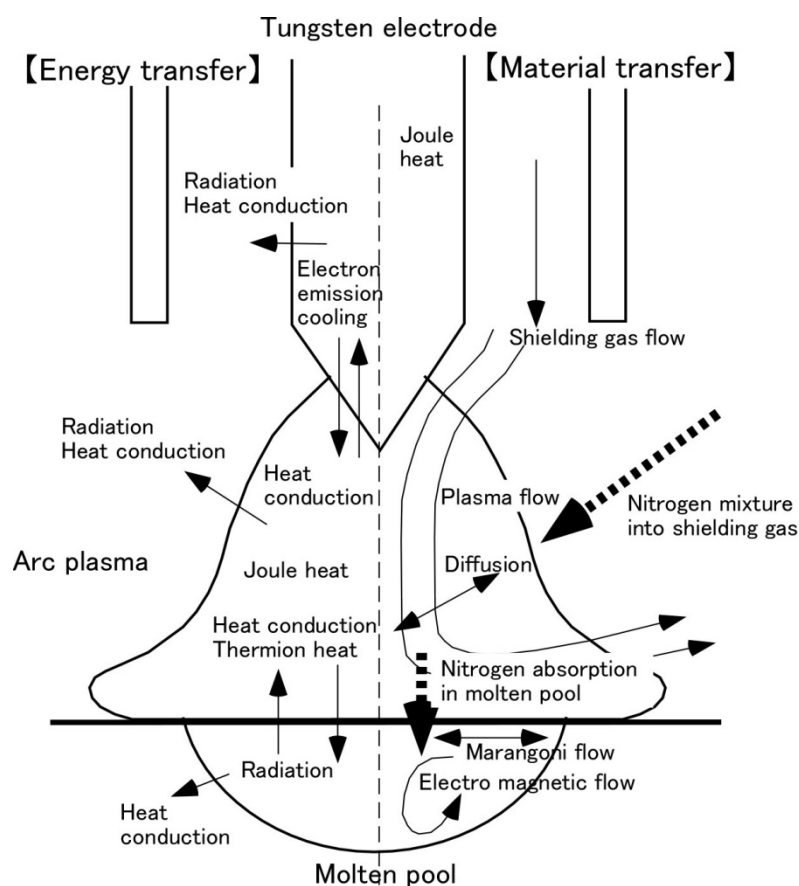 Tungsten electrode
【Energy transfer】
【Material transfer】
Joule
heat
Radiation
Heat conduction
Electron
emission
cooling
Shielding gas flow
Radiation
Heat conduction
Heat
conduction
Plasma flow
Nitrogen mixture
into shielding gas
Arc plasma
Joule heat
Diffusion
Heat conduction
Thermion heat
Nitrogen absorption
in molten pool
Marangoni flow
Radiation
Electro magnetic flow
Heat
conduction
Molten pool